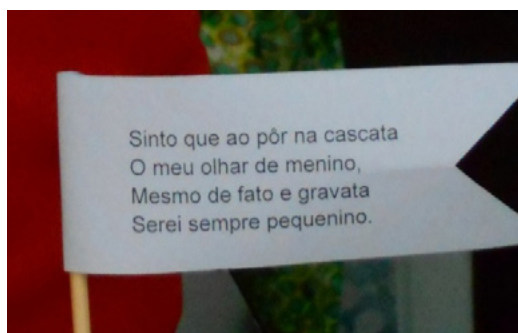 Sinto que ao pôr na cascata
O meu olhar de menino,
Mesmo de fato e gravata
Serei sempre pequenino.